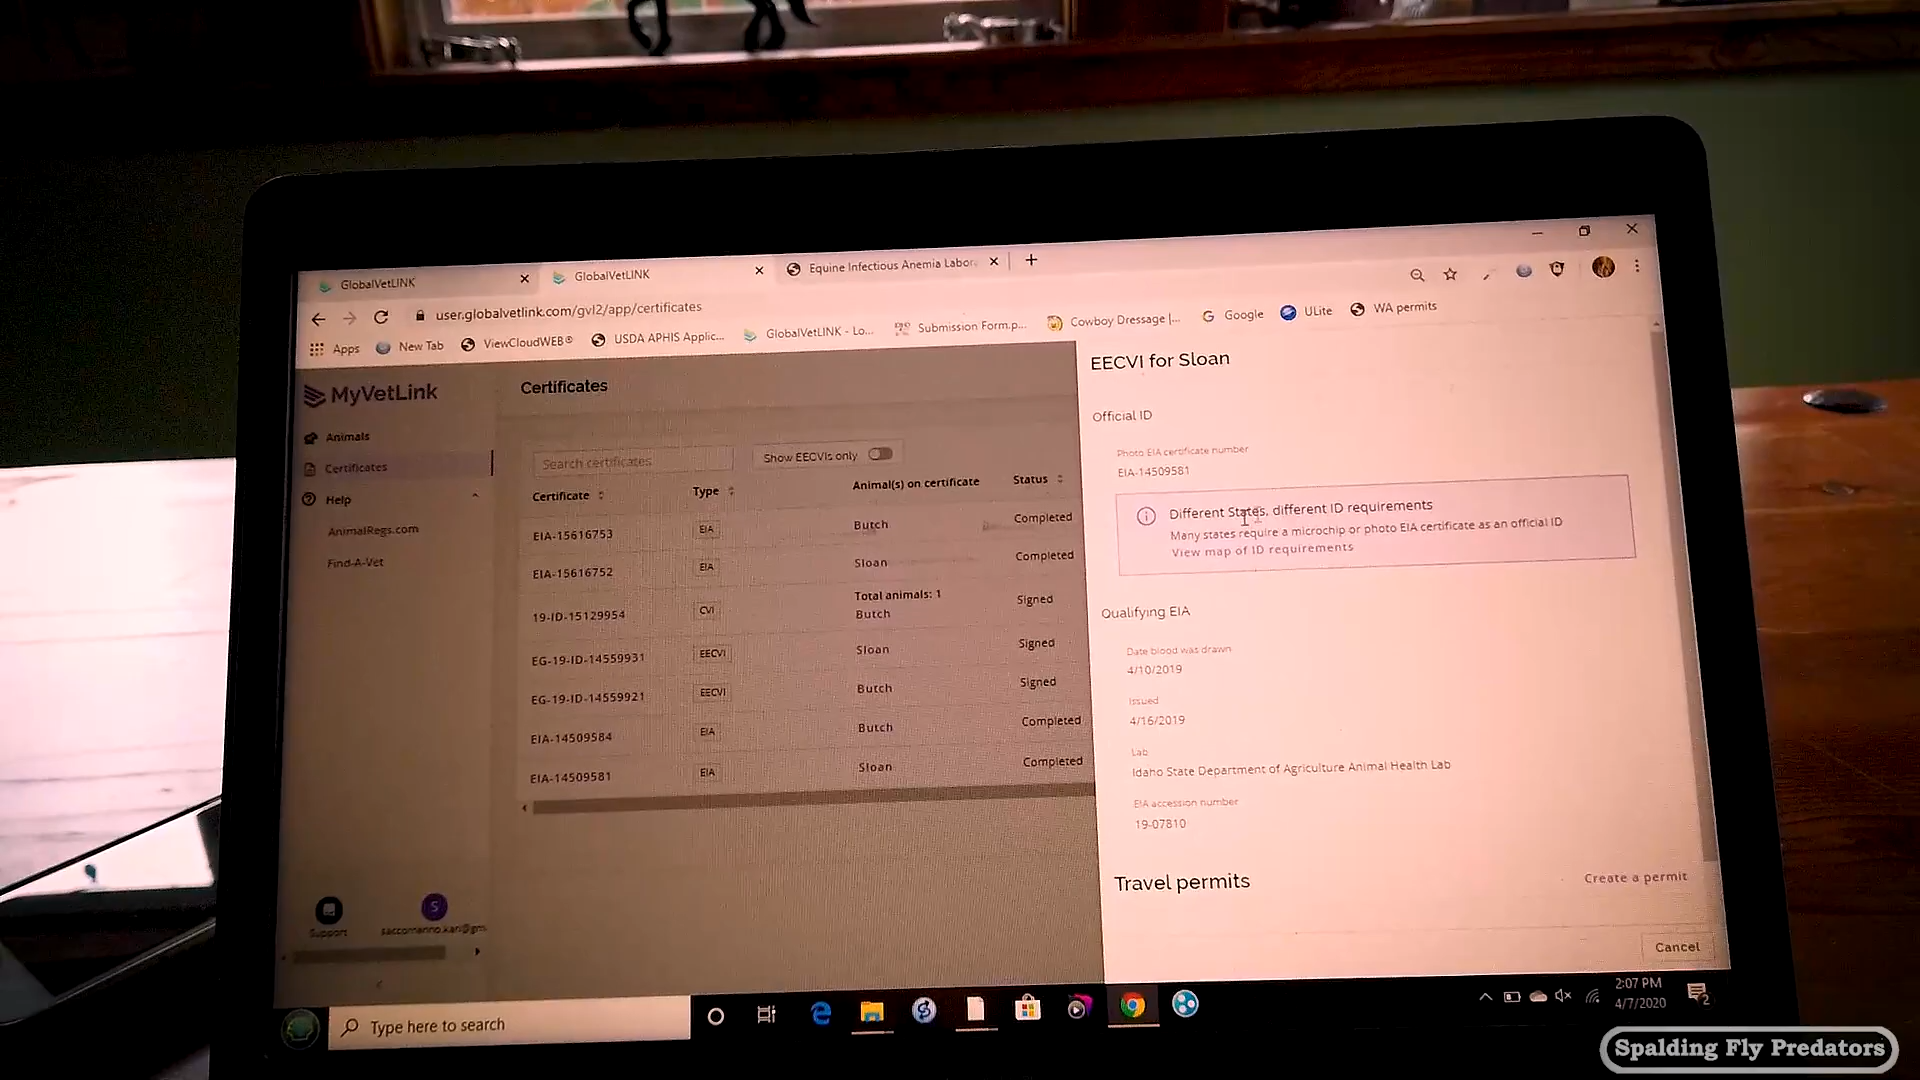 GlobalVetLINK
GlobalVetLINK
Equine Infectious Anemia Labor
user.globalvetlink.com/gvl2/app/certificates
Apps
New Tab
ViewCloudWEB®
USDA APHIS Applic...
GlobalVetLINK - Lo...
Submission Form.p...
Cowboy Dressage |...
Google
ULite
WA permits
MyVetLink
Animals
Certificates
Help
AnimalRegs.com
Find-A-Vet
Support
S
Certificates
Search certificates
Show EECVIs only
Certificate Type Animal(s) on certificate Status
EIA-15616753 EIA Butch Completed
EIA-15616752 EIA Sloan Completed
Total animals: 1
19-ID-15129954 CVI Butch Signed
EG-19-ID-14559931 EECVI Sloan Signed
EG-19-ID-14559921 EECVI Butch Signed
EIA-14509584 EIA Butch Completed
EIA-14509581 EIA Sloan Completed
EECVI for Sloan
Official ID
Photo EIA certificate number
EIA-14509581
Different States, different ID requirements
Many states require a microchip or photo EIA certificate as an official ID
View map of ID requirements
Qualifying EIA
Date blood was drawn
4/10/2019
Issued
4/16/2019
Lab
Idaho State Department of Agriculture Animal Health Lab
EIA accession number
19-07810
Travel permits
Create a permit
Cancel
Type here to search
2:07 PM
4/7/2020
2
Spalding Fly Predators